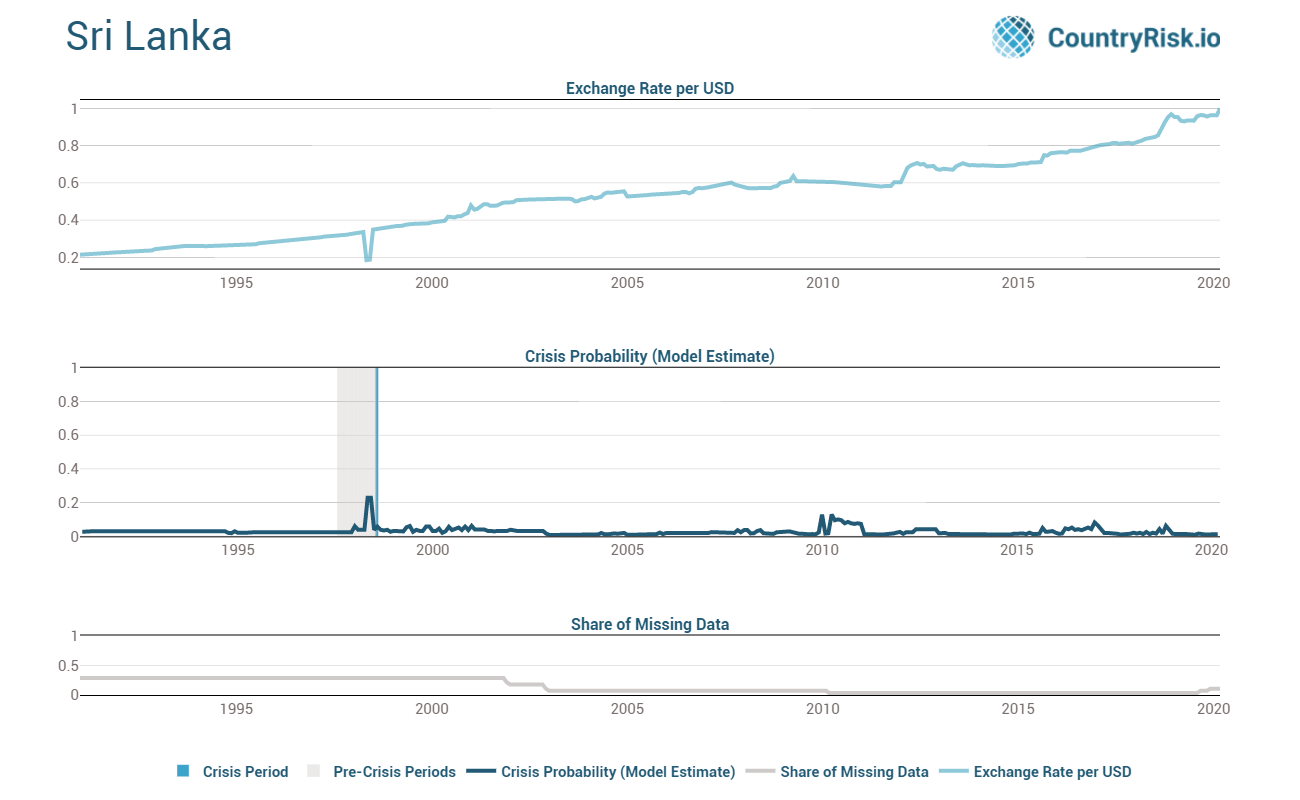 Sri Lanka
CountryRisk.io
Exchange Rate per USD
1
0.8
0.6
0.4
0.2
1995 2000 2005 2010 2015 2020
Crisis Probability (Model Estimate)
1
0.8
0.6
0.4
0.2
0
1995 2000 2005 2010 2015 2020
Share of Missing Data
1
0.5
0
1995 2000 2005 2010 2015 2020
Crisis Period Pre-Crisis Periods Crisis Probability (Model Estimate) Share of Missing Data Exchange Rate per USD